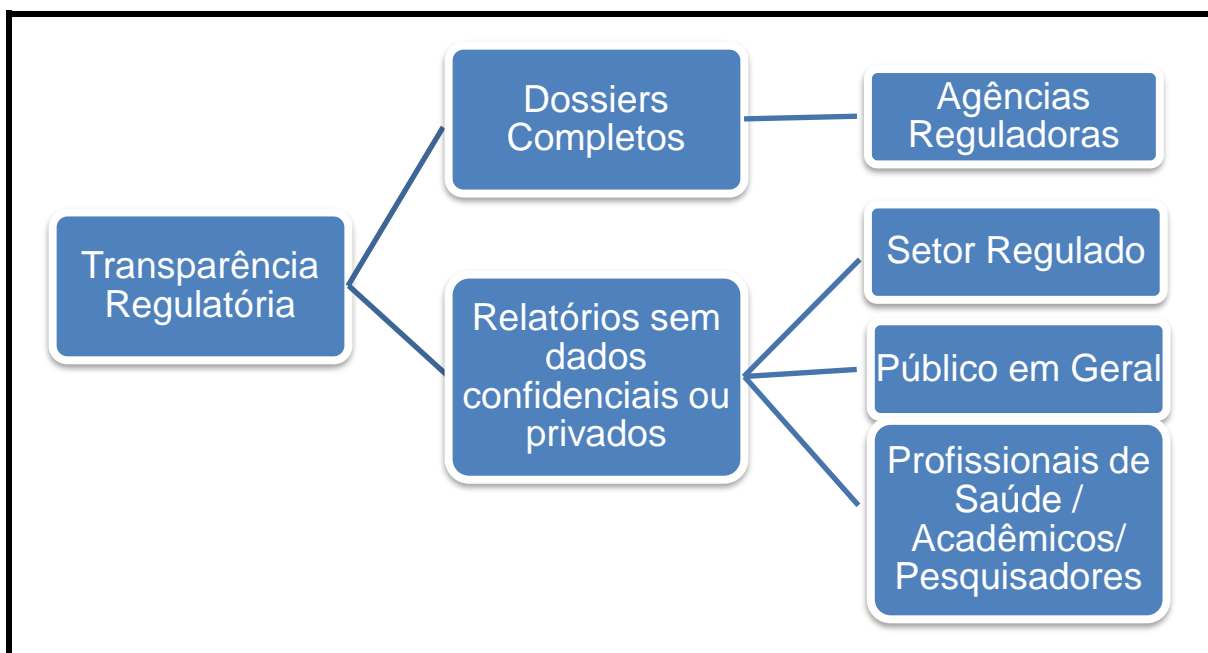 Transparência
Regulatória
Dossiers
Completos
Agências
Reguladoras
Relatórios sem
dados
confidenciais ou
privados
Setor Regulado
Público em Geral
Profissionais de
Saúde /
Acadêmicos/
Pesquisadores